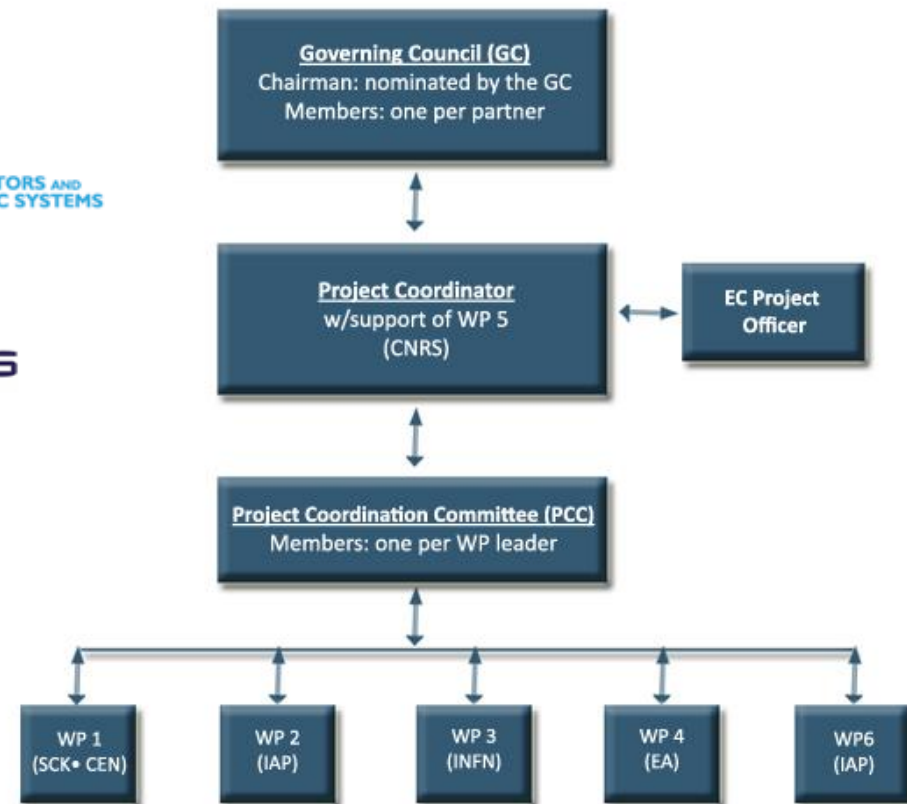 Governing Council (GC)
Chairman: nominated by the GC
Members: one per partner
TORS AND
C SYSTEMS
Project Coordinator
w/support of WP 5
(CNRS)
EC Project
Officer
Project Coordination Committee (PCC)
Members: one per WP leader
WP 1
(SCK• CEN)
WP 2
(IAP)
WP 3
(INFN)
WP 4
(EA)
WP6
(IAP)